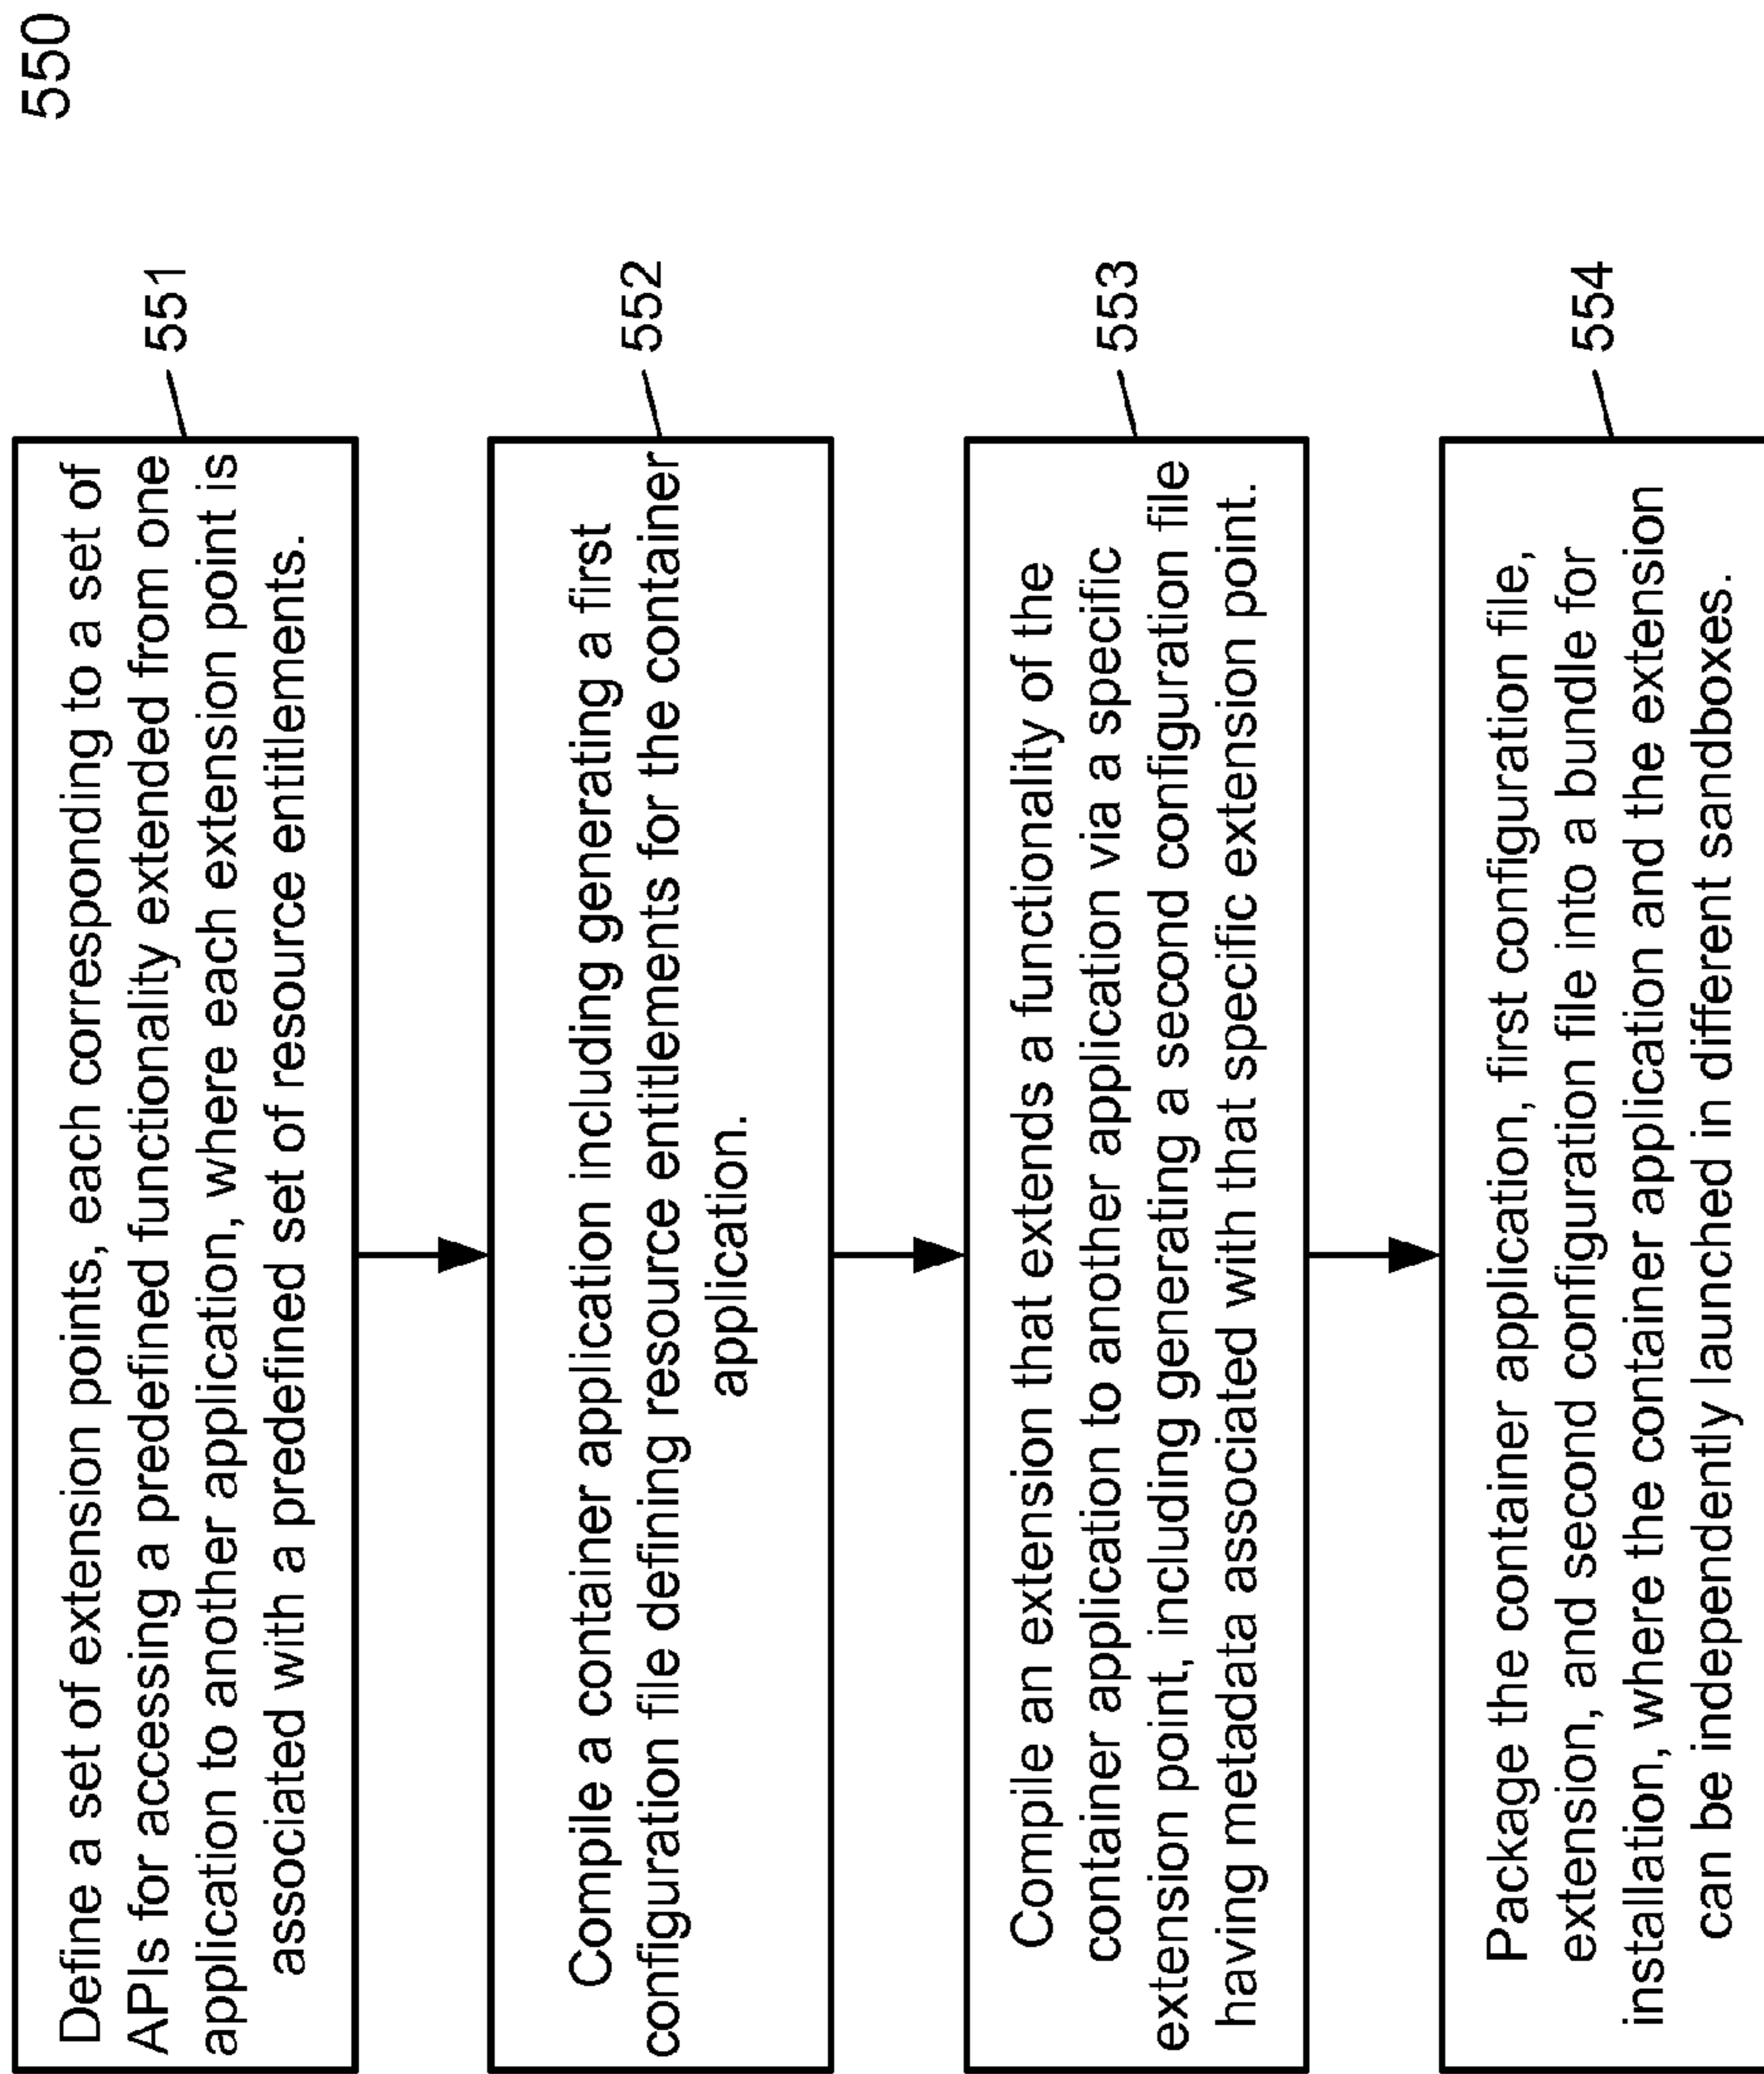 550
Define a set of extension points, each corresponding to a set of
APIs for accessing a predefined functionality extended from one
application to another application, where each extension point is
associated with a predefined set of resource entitlements.
551
Compile a container application including generating a first
configuration file defining resource entitlements for the container
application.
552
Compile an extension that extends a functionality of the
container application to another application via a specific
extension point, including generating a second configuration file
having metadata associated with that specific extension point.
553
Package the container application, first configuration file,
extension, and second configuration file into a bundle for
installation, where the container application and the extension
can be independently launched in different sandboxes.
554